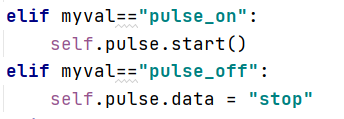 elif myval=="pulse_on":
    self.pulse.start()
elif myval=="pulse_off":
    self.pulse.data = "stop"